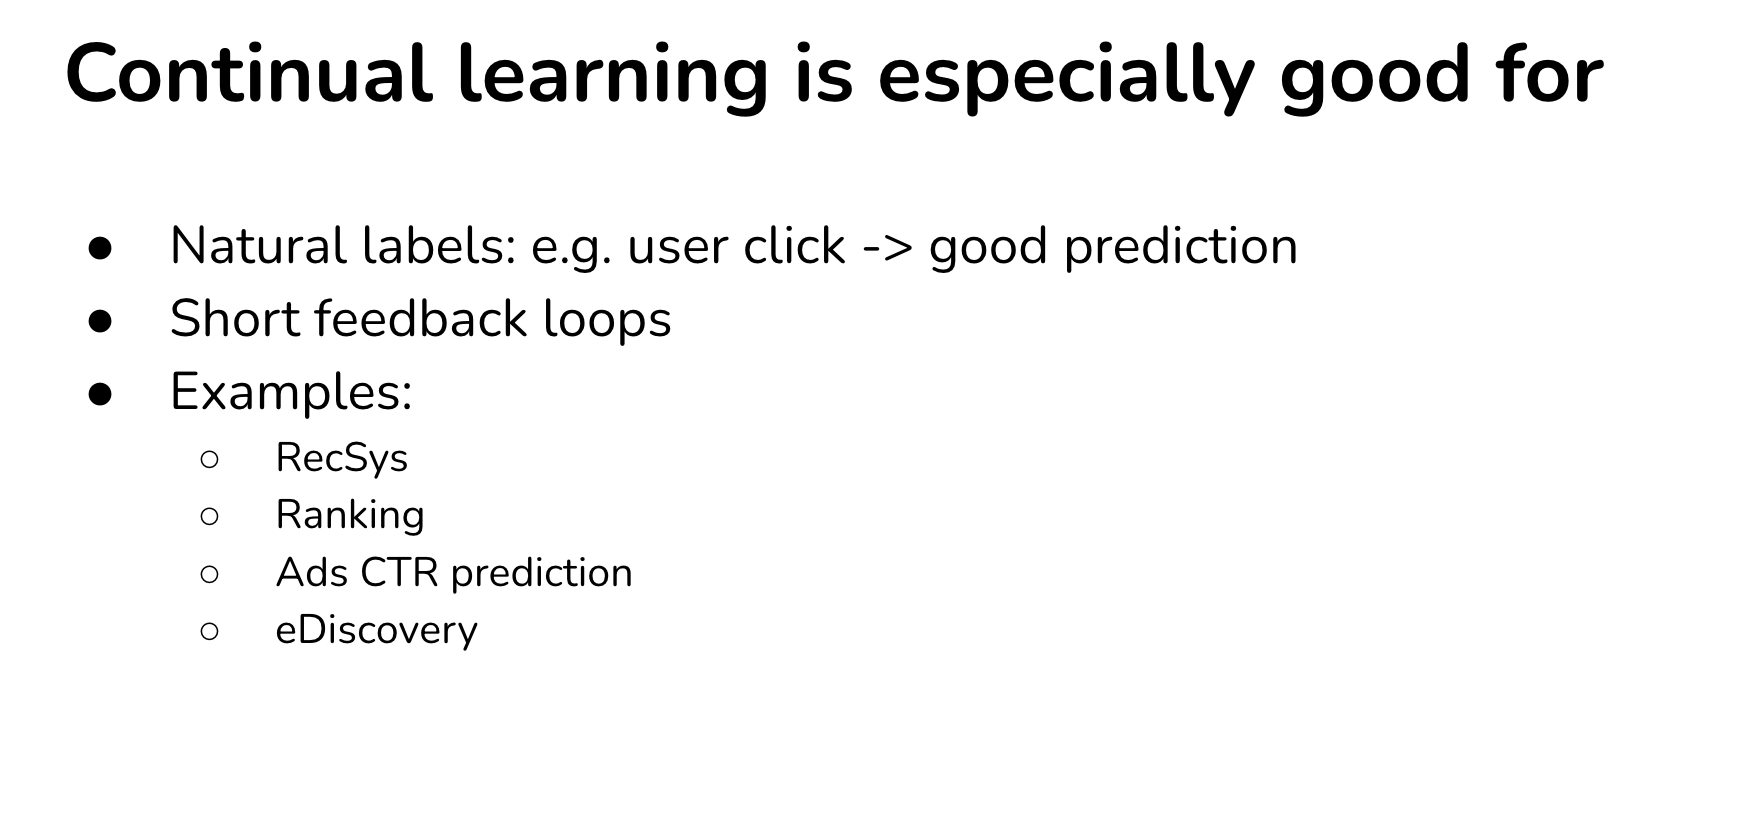 Continual learning is especially good for
● Natural labels: e.g. user click -> good prediction
● Short feedback loops
● Examples:
○ RecSys
○ Ranking
○ Ads CTR prediction
○ eDiscovery